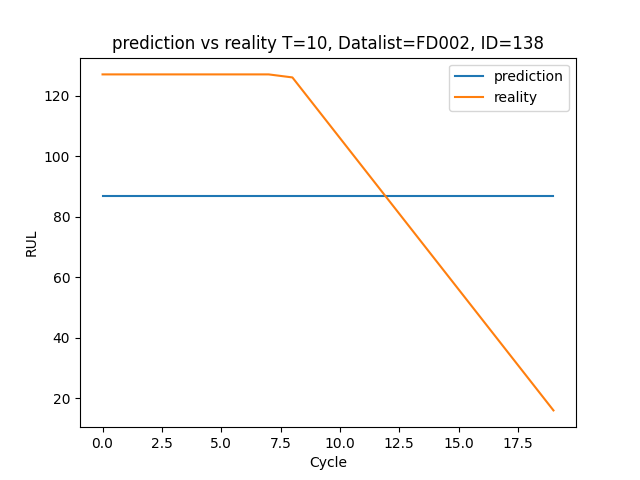 prediction vs reality T=10, Datalist=FD002, ID=138
prediction
reality
RUL
120
100
80
60
40
20
0.0 2.5 5.0 7.5 10.0 12.5 15.0 17.5
Cycle